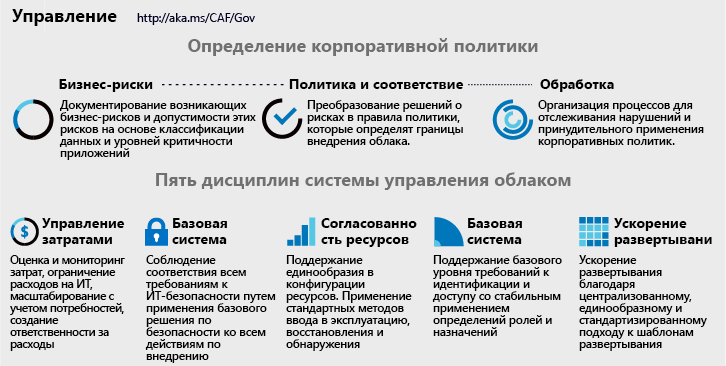 Управление http://aka.ms/CAF/Gov
Определение корпоративной политики
Бизнес-риски
Документирование возникающих
бизнес-рисков и допустимости этих
рисков на основе классификации
данных и уровней критичности
приложений
Политика и соответствие
Преобразование решений о
рисках в правила политики,
которые определят границы
внедрения облака.
Обработка
Организация процессов для
отслеживания нарушений и
принудительного применения
корпоративных политик.
Пять дисциплин системы управления облаком
Управление
затратами
Оценка и мониторинг
затрат, ограничение
расходов на ИТ,
масштабирование с
учетом потребностей,
создание
ответственности за
расходы
Базовая
система
Соблюдение
соответствия всем
требованиям к
ИТ-безопасности путем
применения базового
решения по
безопасности ко всем
действиям по
внедрению
Согласованно
сть ресурсов
Поддержание
единообразия в
конфигурации
ресурсов. Применение
стандартных методов
ввода в эксплуатацию,
восстановления и
обнаружения
Базовая
система
Поддержание базового
уровня требований к
идентификации и
доступу со стабильным
применением
определений ролей и
назначений
Ускорение
развертывани
Ускорение
развертывания
благодаря
централизованному,
единообразному и
стандартизированному
подходу к шаблонам
развертывания